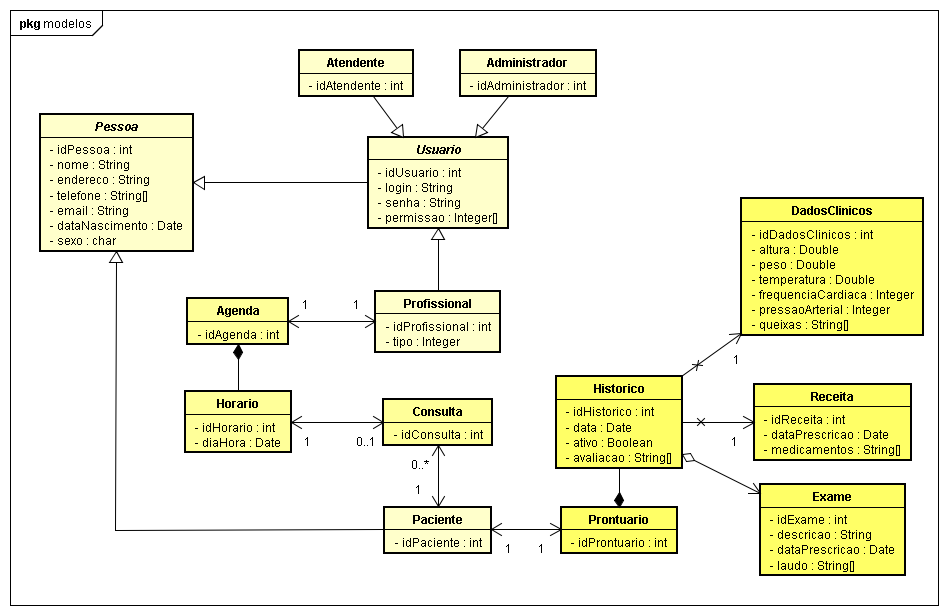 pkg modelos
Atendente
- idAtendente : int
Administrador
- idAdministrador : int
Pessoa
- idPessoa : int
- nome : String
- endereco : String
- telefone : String[]
- email : String
- dataNascimento : Date
- sexo : char
Usuario
- idUsuario : int
- login : String
- senha : String
- permissao : Integer[]
DadosClinicos
- idDadosClinicos : int
- altura : Double
- peso : Double
- temperatura : Double
- frequenciaCardiaca : Integer
- pressaoArterial : Integer
- queixas : String[]
Agenda
- idAgenda : int
1
1
Profissional
- idProfissional : int
- tipo : Integer
1
Horario
- idHorario : int
- diaHora : Date
1
0..1
Consulta
- idConsulta : int
0..*
1
Historico
- idHistorico : int
- data : Date
- ativo : Boolean
- avaliacao : String[]
Receita
- idReceita : int
- dataPrescricao : Date
- medicamentos : String[]
1
Paciente
- idPaciente : int
1
1
Prontuario
- idProntuario : int
Exame
- idExame : int
- descricao : String
- dataPrescricao : Date
- laudo : String[]